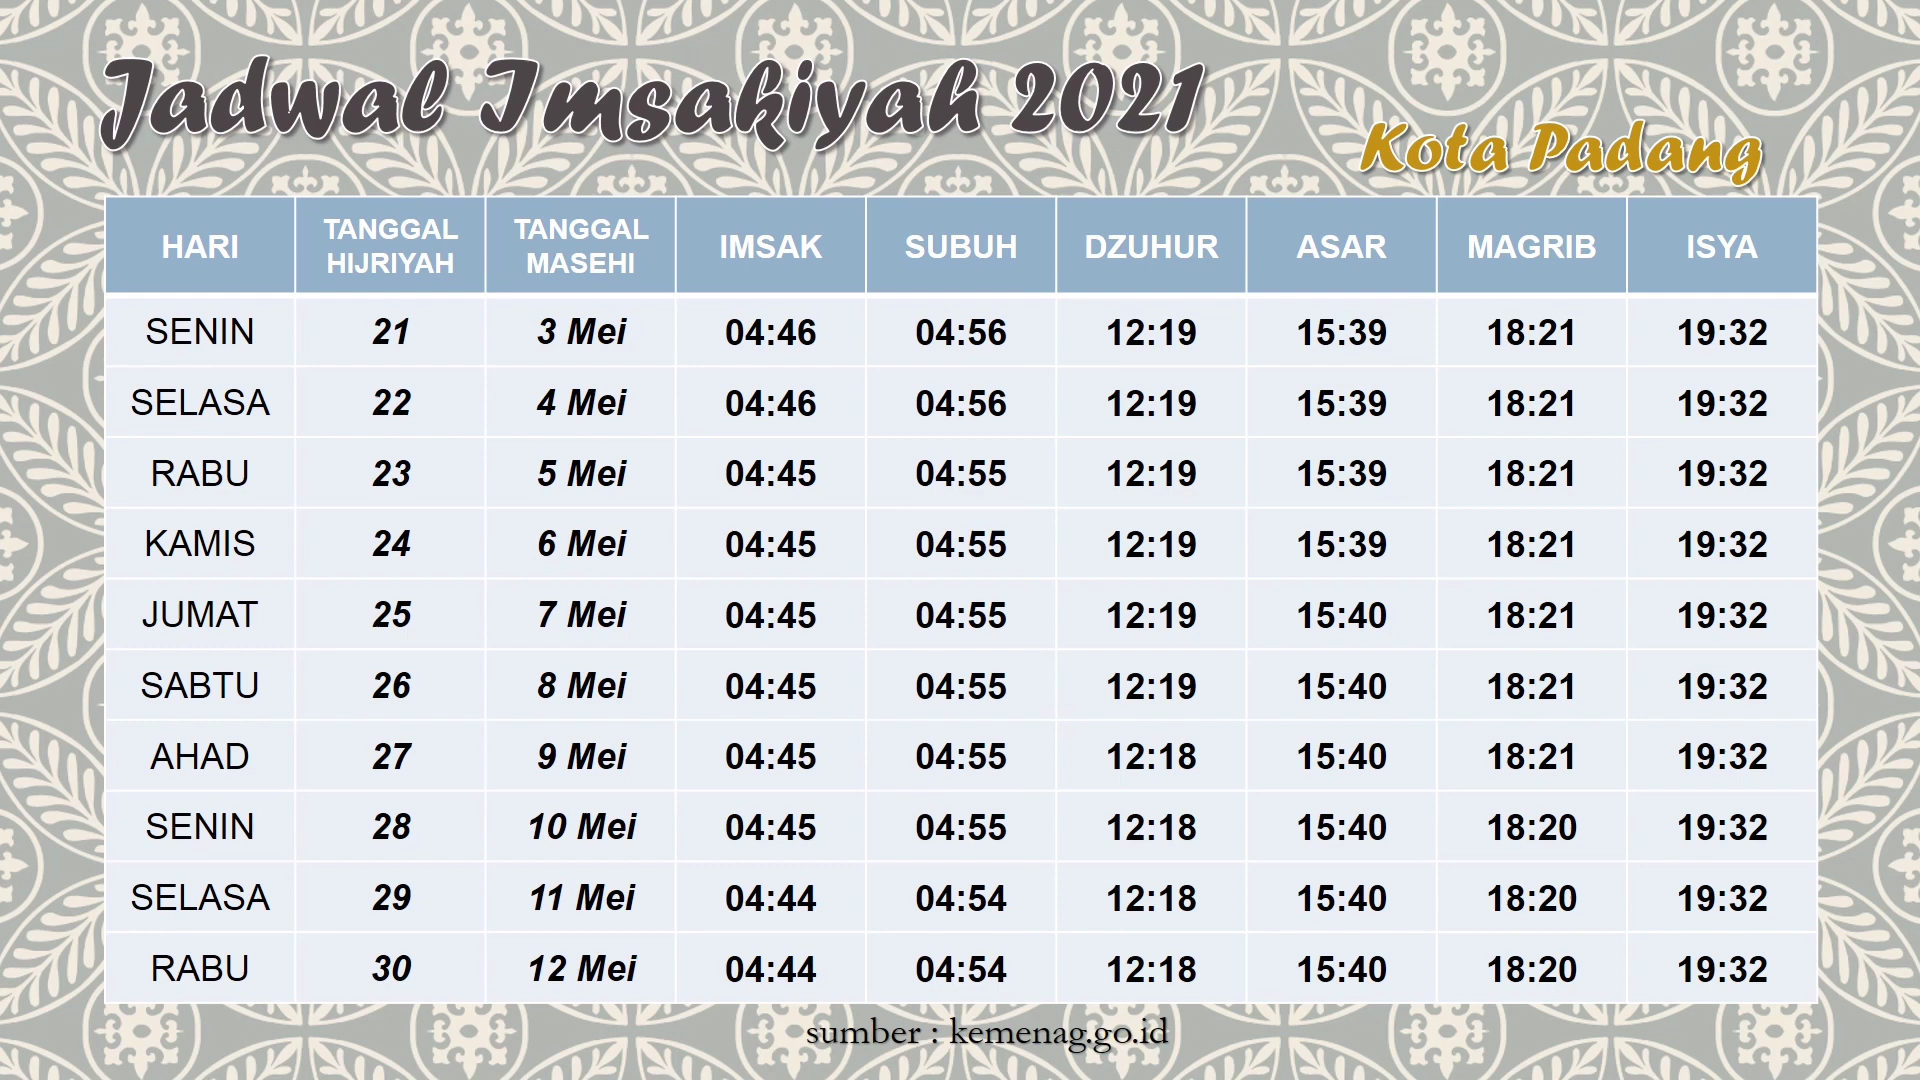 Jadwal Imsakiyah 2021
Kota Padang
HARI TANGGAL HIJRIYAH TANGGAL MASEHI IMSAK SUBUH DZUHUR ASAR MAGRIB ISYA
SENIN 21 3 Mei 04:46 04:56 12:19 15:39 18:21 19:32
SELASA 22 4 Mei 04:46 04:56 12:19 15:39 18:21 19:32
RABU 23 5 Mei 04:45 04:55 12:19 15:39 18:21 19:32
KAMIS 24 6 Mei 04:45 04:55 12:19 15:39 18:21 19:32
JUMAT 25 7 Mei 04:45 04:55 12:19 15:40 18:21 19:32
SABTU 26 8 Mei 04:45 04:55 12:19 15:40 18:21 19:32
AHAD 27 9 Mei 04:45 04:55 12:18 15:40 18:21 19:32
SENIN 28 10 Mei 04:45 04:55 12:18 15:40 18:20 19:32
SELASA 29 11 Mei 04:44 04:54 12:18 15:40 18:20 19:32
RABU 30 12 Mei 04:44 04:54 12:18 15:40 18:20 19:32
sumber : kemenag.go.id